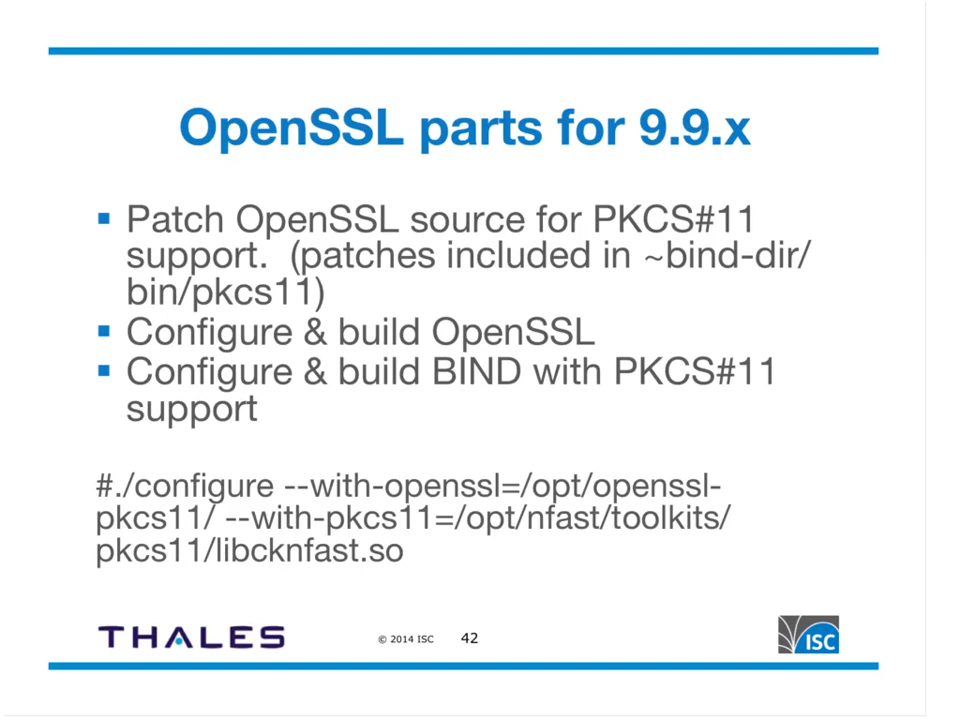 OpenSSL parts for 9.9.x
▪ Patch OpenSSL source for PKCS#11
support.  (patches included in ~bind-dir/
bin/pkcs11)
▪ Configure & build OpenSSL
▪ Configure & build BIND with PKCS#11
support
#./configure --with-openssl=/opt/openssl-
pkcs11/ --with-pkcs11=/opt/nfast/toolkits/
pkcs11/libcknfast.so
THALES
© 2014 ISC
42
ISC